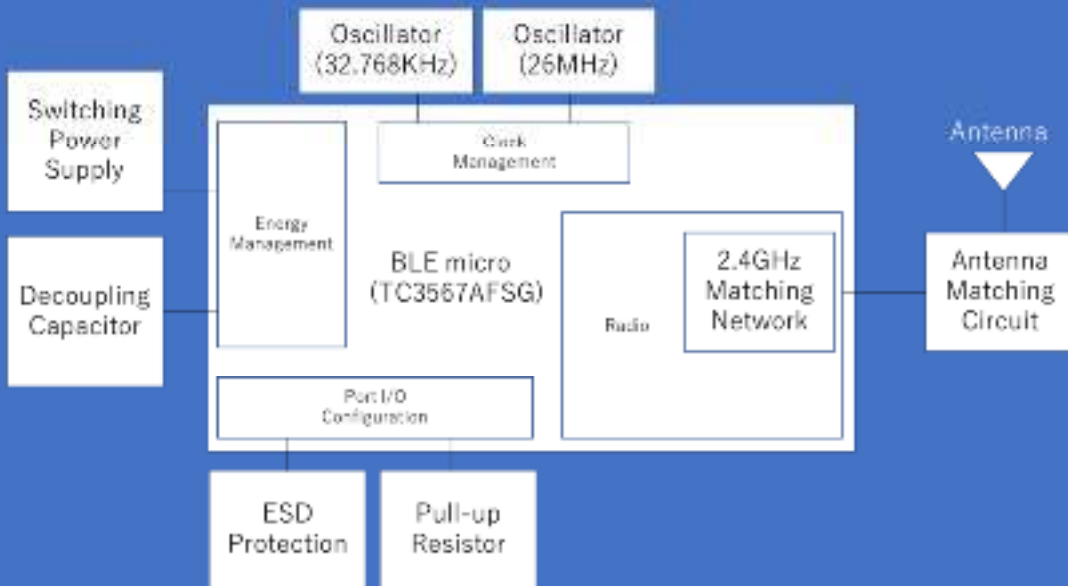 Oscillator
(32.768KHz)
Oscillator
(26MHz)
Switching
Power
Supply
Clock
Management
Antenna
Energy
Management
BLE micro
(TC3567AFSG)
Radio
2.4GHz
Matching
Network
Antenna
Matching
Circuit
Decoupling
Capacitor
Port I/O
Configuration
ESD
Protection
Pull-up
Resistor